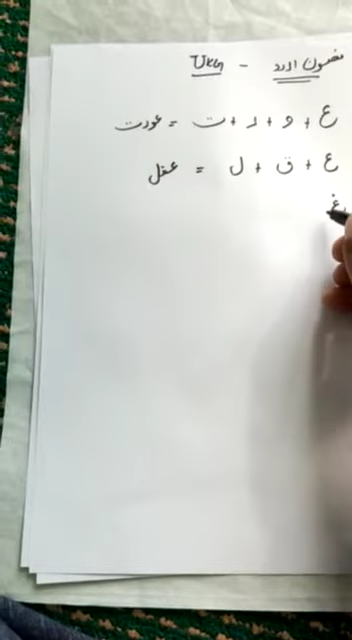 مضمون اردو - Ukg
ع + و + ر + ت = عورت
ع + ق + ل = عقل
غ